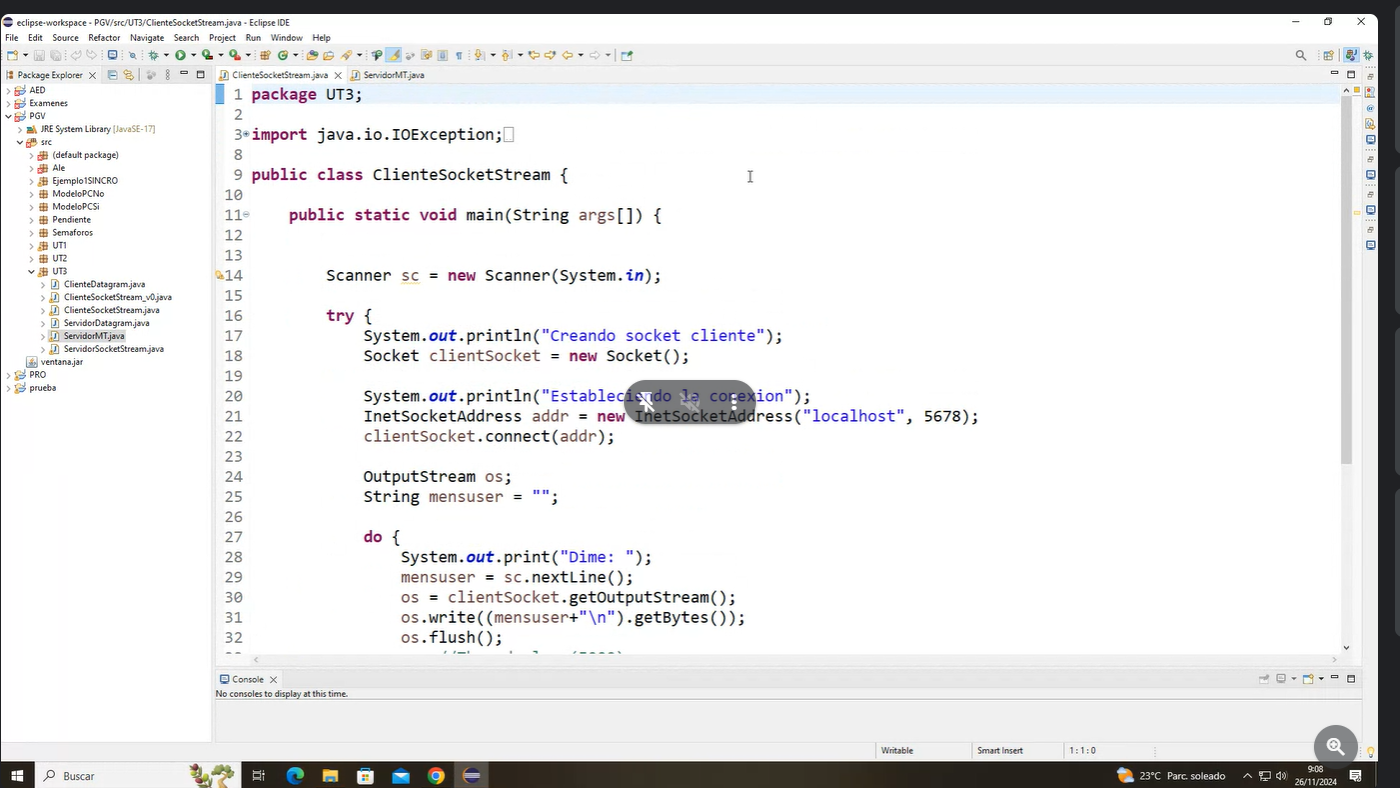 eclipse-workspace - PGV/src/UT3/ClienteSocketStream.java - Eclipse IDE
File Edit Source Refactor Navigate Search Project Run Window Help
Package Explorer
ClienteSocketStream.java ServidorMT.java
AED
Examenes
PGV
JRE System Library [JavaSE-17]
src
(default package)
Ale
Ejemplo1SINCRO
ModeloPCNo
ModeloPCSi
Pendiente
Semaforos
UT1
UT2
UT3
ClienteDatagram.java
ClienteSocketStream_v0.java
ClienteSocketStream.java
ServidorDatagram.java
ServidorMT.java
ServidorSocketStream.java
ventana.jar
PRO
prueba
1 package UT3;
2
3 import java.io.IOException;
8
9 public class ClienteSocketStream {
10
11 public static void main(String args[]) {
12
13
14 Scanner sc = new Scanner(System.in);
15
16 try {
17 System.out.println("Creando socket cliente");
18 Socket clientSocket = new Socket();
19
20 System.out.println("Estableciendo la conexion");
21 InetSocketAddress addr = new InetSocketAddress("localhost", 5678);
22 clientSocket.connect(addr);
23
24 OutputStream os;
25 String mensuser = "";
26
27 do {
28 System.out.print("Dime: ");
29 mensuser = sc.nextLine();
30 os = clientSocket.getOutputStream();
31 os.write((mensuser+"\n").getBytes());
32 os.flush();
Console
No consoles to display at this time.
Writable Smart Insert 1:1:0
Buscar
23°C Parc. soleado
9:08
26/11/2024